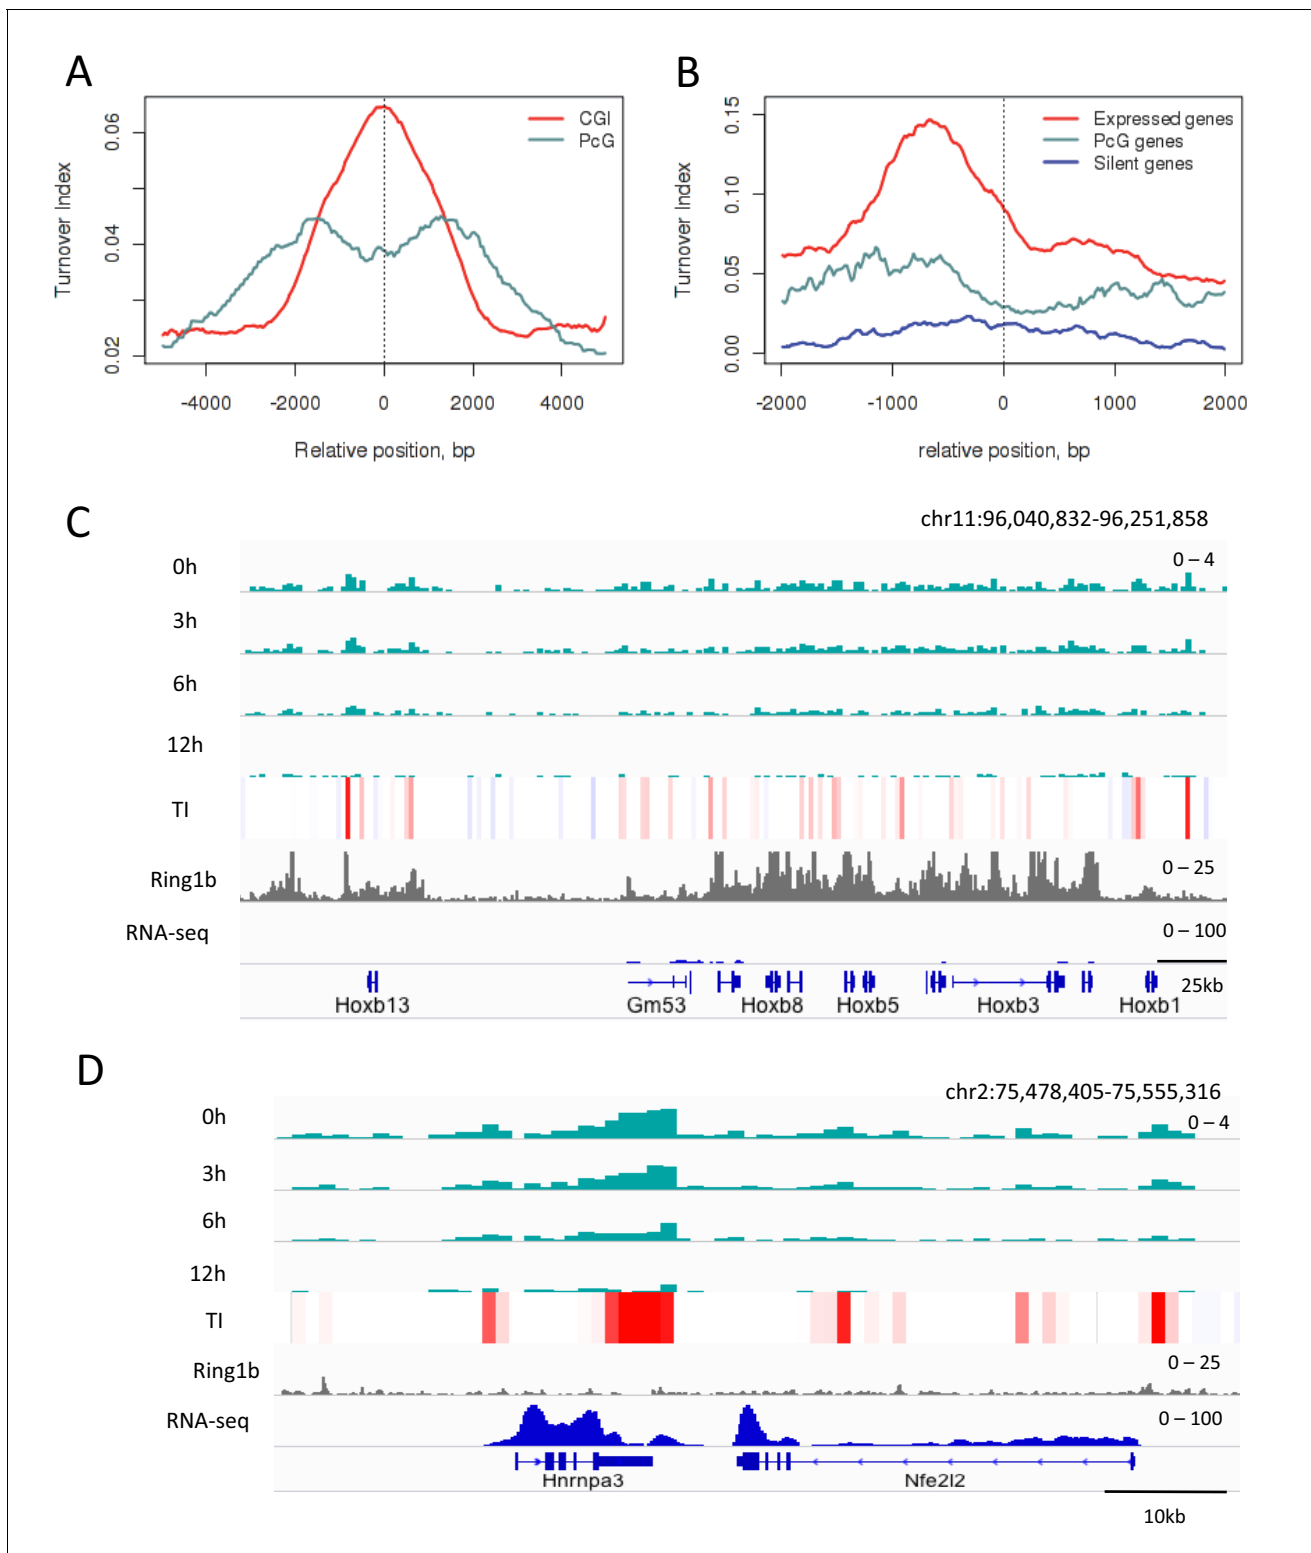 A
B
0.06
0.04
0.02
Turnover Index
CGI
PcG
-4000 -2000 0 2000 4000
Relative position, bp
0.15
0.10
0.05
0.00
Turnover Index
Expressed genes
PcG genes
Silent genes
-2000 -1000 0 1000 2000
relative position, bp
C
chr11:96,040,832-96,251,858
0h
0 – 4
3h
6h
12h
TI
Ring1b
0 – 25
RNA-seq
0 – 100
25kb
Hoxb13 Gm53 Hoxb8 Hoxb5 Hoxb3 Hoxb1
D
chr2:75,478,405-75,555,316
0h
0 – 4
3h
6h
12h
TI
Ring1b
0 – 25
RNA-seq
0 – 100
Hnrnpa3 Nfe2l2
10kb